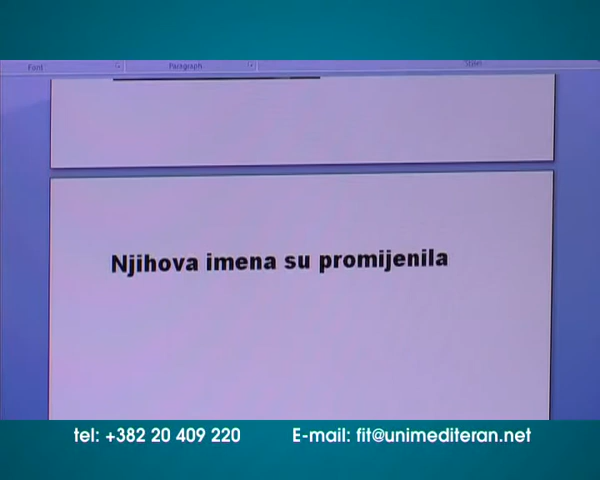 Font Paragraph Styles
Njihova imena su promijenila
tel: +382 20 409 220 E-mail: fit@unimediteran.net